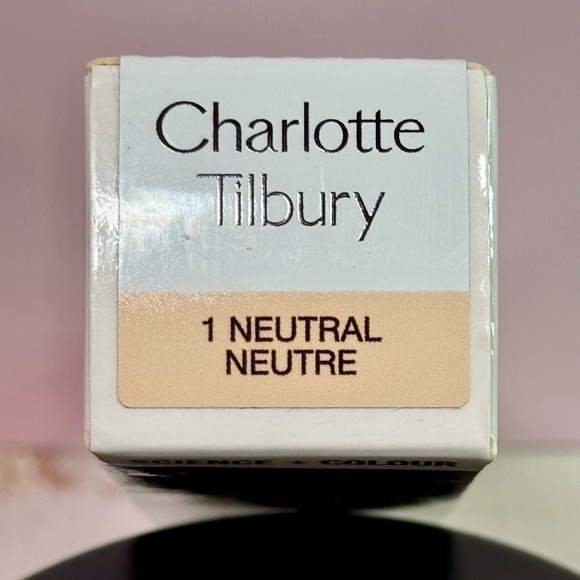 Charlotte
Tilbury
1 NEUTRAL
NEUTRE
SCIENCE + COLOUR